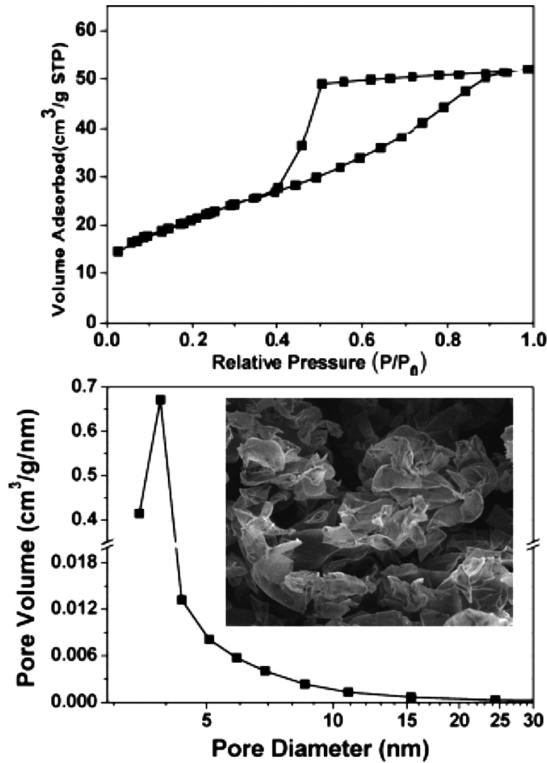 60
50
40
30
20
10
0
Volume Adsorbed(cm³/g STP)
0.0 0.2 0.4 0.6 0.8 1.0
Relative Pressure (P/P₀)
0.7
0.6
0.5
0.4
0.018
0.012
0.006
0.000
Pore Volume (cm³/g/nm)
5 10 15 20 25 30
Pore Diameter (nm)